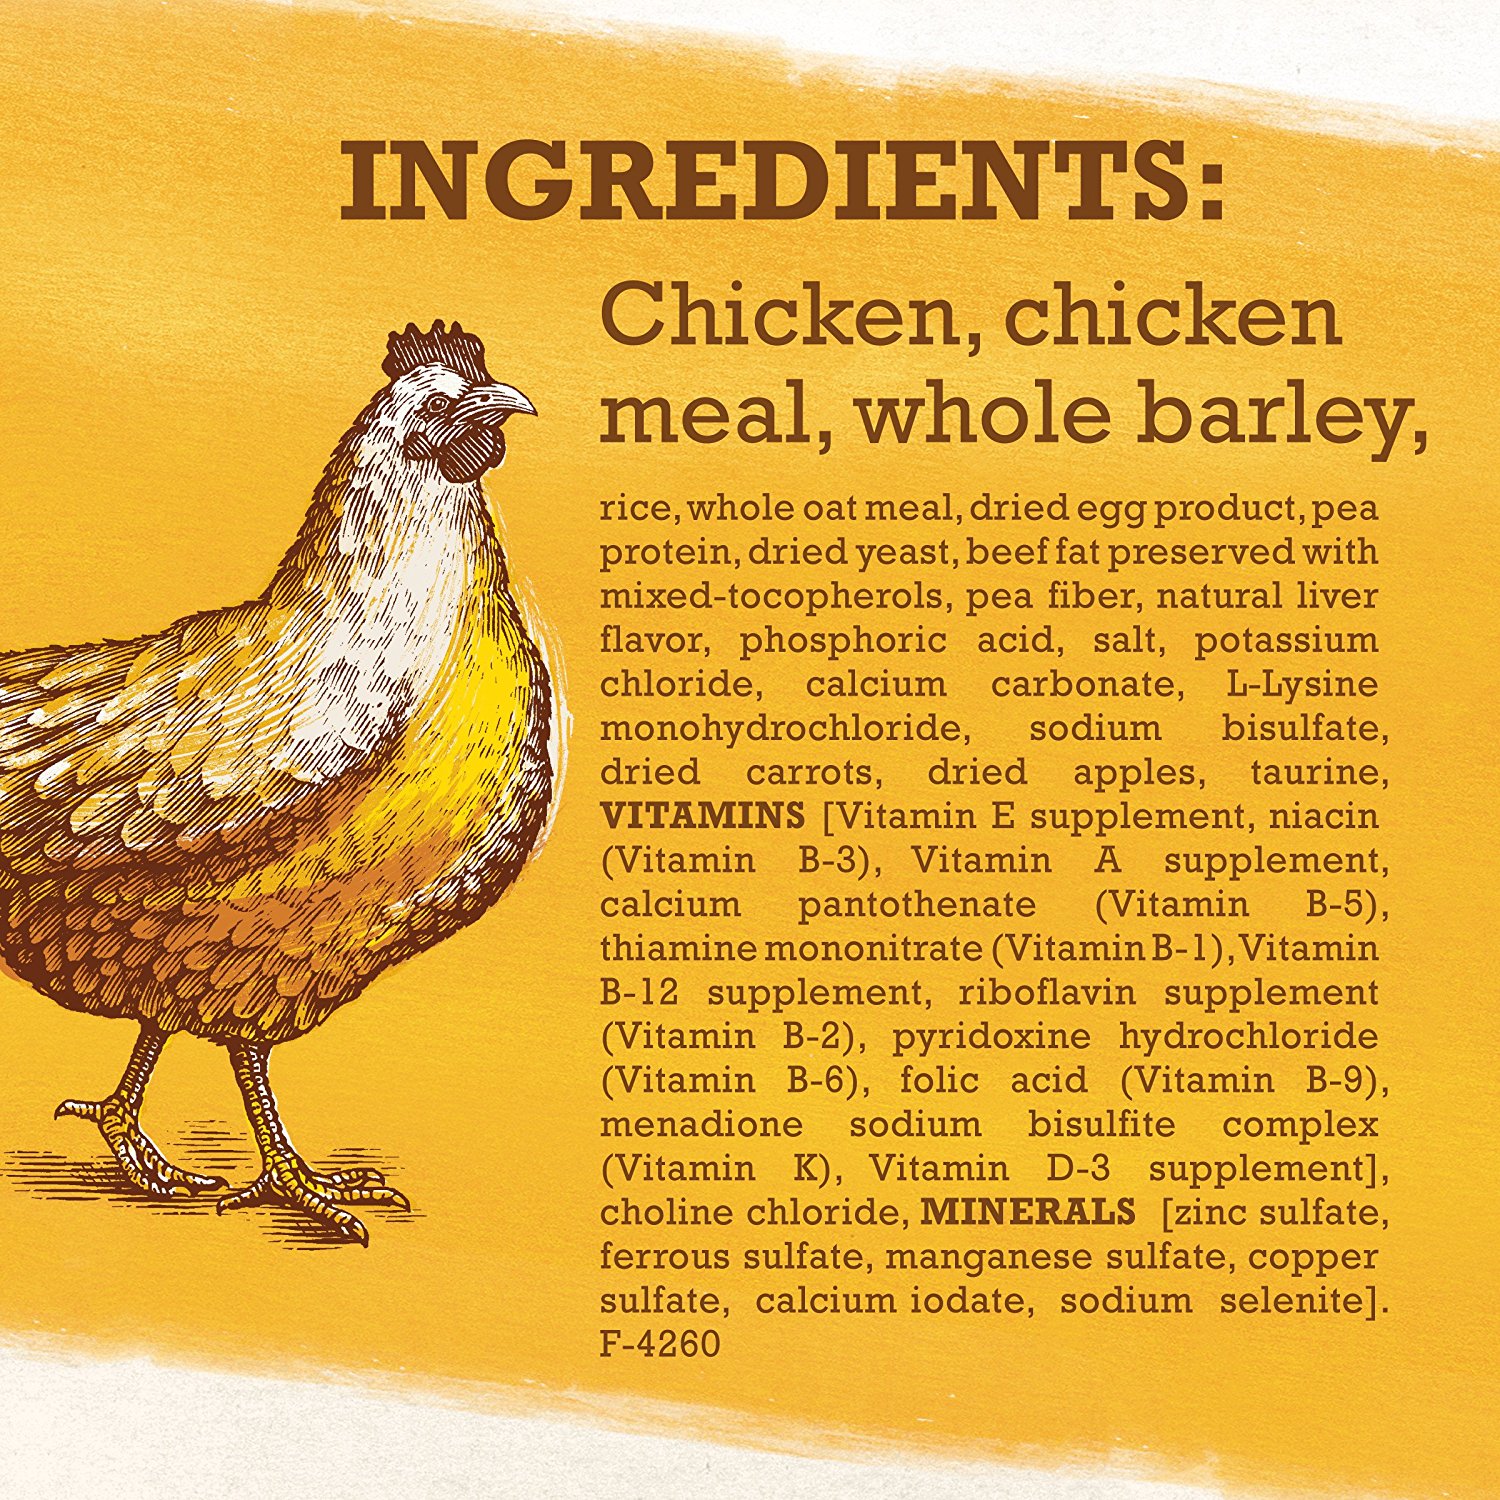 INGREDIENTS:
Chicken, chicken
meal, whole barley,
rice, whole oat meal, dried egg product, pea
protein, dried yeast, beef fat preserved with
mixed-tocopherols, pea fiber, natural liver
flavor, phosphoric acid, salt, potassium
chloride, calcium carbonate, L-Lysine
monohydrochloride, sodium bisulfate,
dried carrots, dried apples, taurine,
VITAMINS [Vitamin E supplement, niacin
(Vitamin B-3), Vitamin A supplement,
calcium pantothenate (Vitamin B-5),
thiamine mononitrate (Vitamin B-1), Vitamin
B-12 supplement, riboflavin supplement
(Vitamin B-2), pyridoxine hydrochloride
(Vitamin B-6), folic acid (Vitamin B-9),
menadione sodium bisulfite complex
(Vitamin K), Vitamin D-3 supplement],
choline chloride, MINERALS [zinc sulfate,
ferrous sulfate, manganese sulfate, copper
sulfate, calcium iodate, sodium selenite].
F-4260